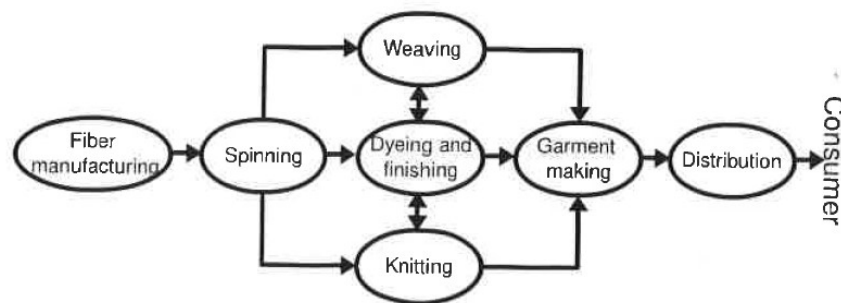 Weaving
Fiber
manufacturing
Spinning
Dyeing and
finishing
Garment
making
Distribution
Consumer
Knitting